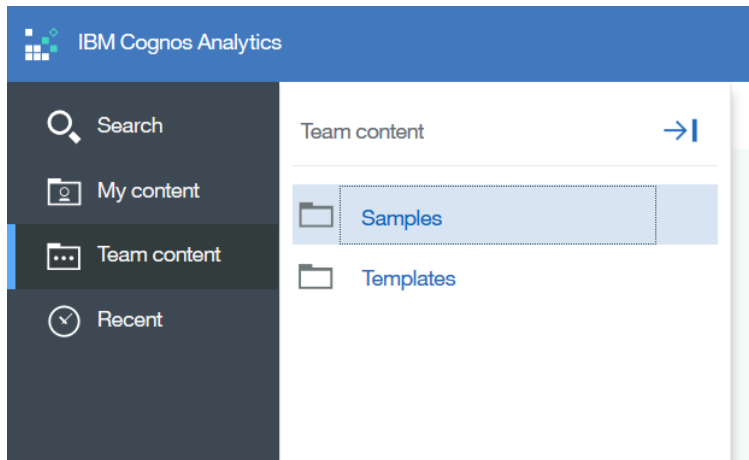 IBM Cognos Analytics
Search
My content
Team content
Recent
Team content
Samples
Templates